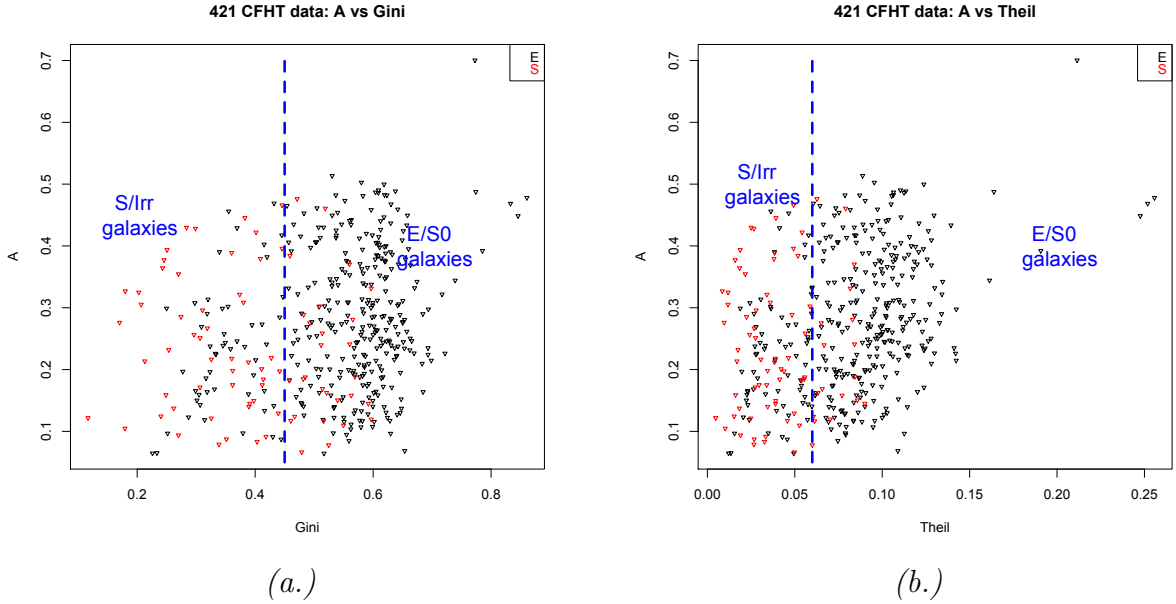 421 CFHT data: A vs Gini
0.7
0.6
0.5
0.4
0.3
0.2
0.1
A
E
S
S/Irr
galaxies
E/S0
galaxies
0.2 0.4 0.6 0.8
Gini
(a.)
421 CFHT data: A vs Theil
0.7
0.6
0.5
0.4
0.3
0.2
0.1
A
E
S
S/Irr
galaxies
E/S0
galaxies
0.00 0.05 0.10 0.15 0.20 0.25
Theil
(b.)